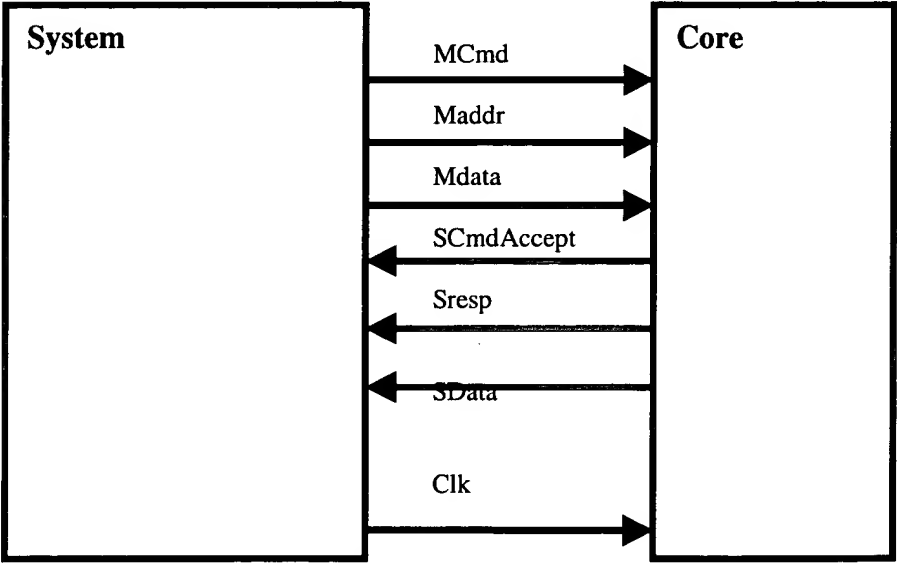 System
Core
MCmd
Maddr
Mdata
SCmdAccept
Sresp
SData
Clk